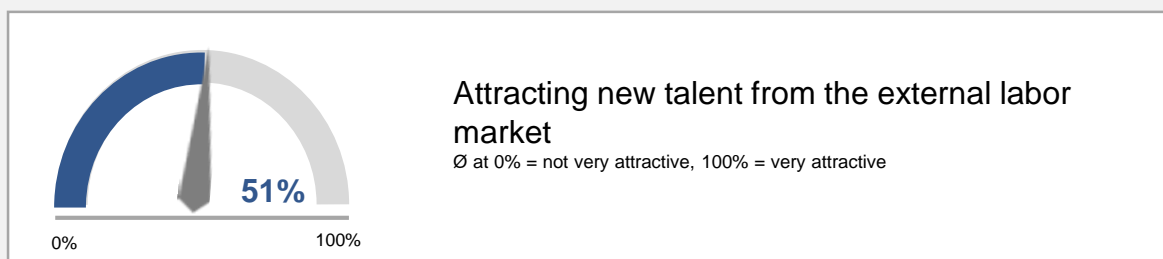 Attracting new talent from the external labor
market
Ø at 0% = not very attractive, 100% = very attractive
51%
0%
100%